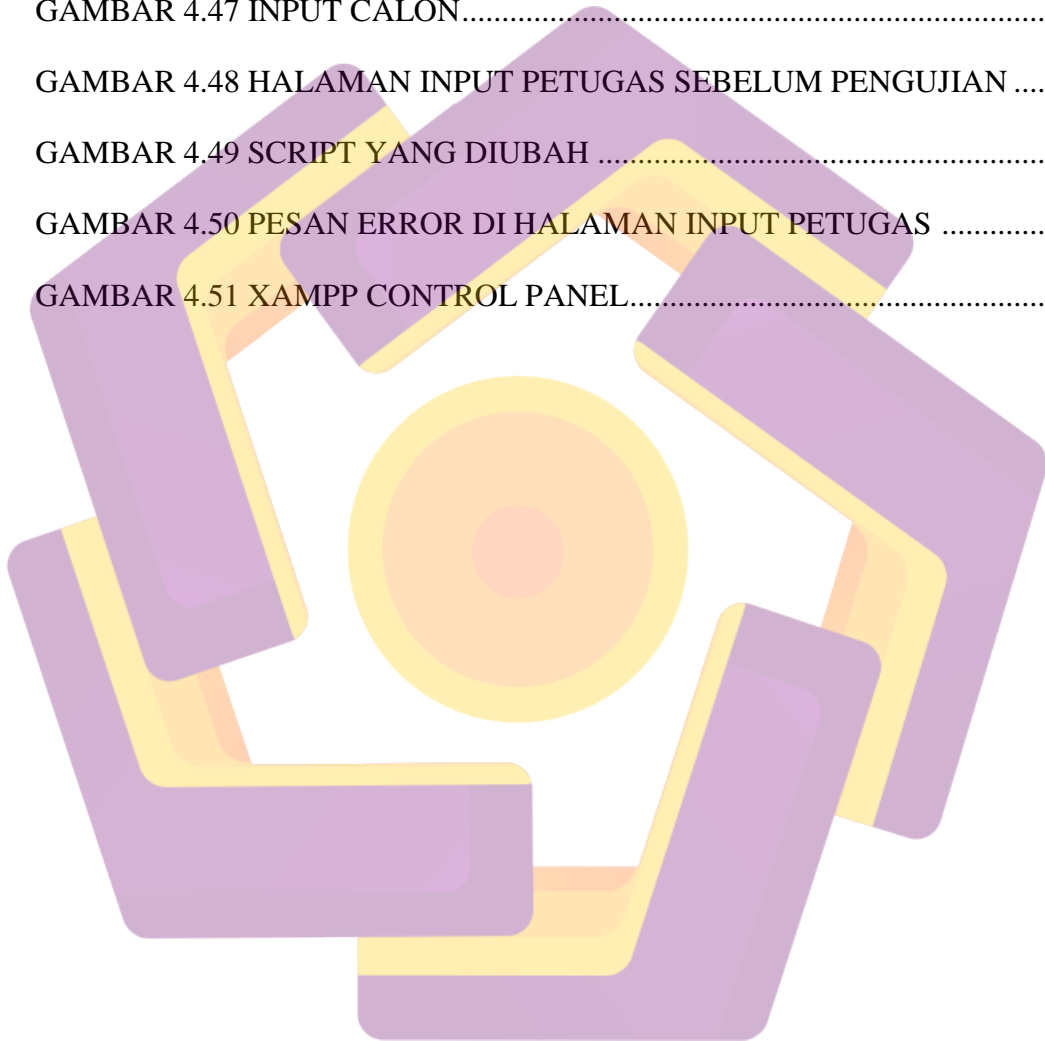 GAMBAR 4.47 INPUT CALON.......................................................................
GAMBAR 4.48 HALAMAN INPUT PETUGAS SEBELUM PENGUJIAN ....
GAMBAR 4.49 SCRIPT YANG DIUBAH .......................................................
GAMBAR 4.50 PESAN ERROR DI HALAMAN INPUT PETUGAS .............
GAMBAR 4.51 XAMPP CONTROL PANEL...................................................